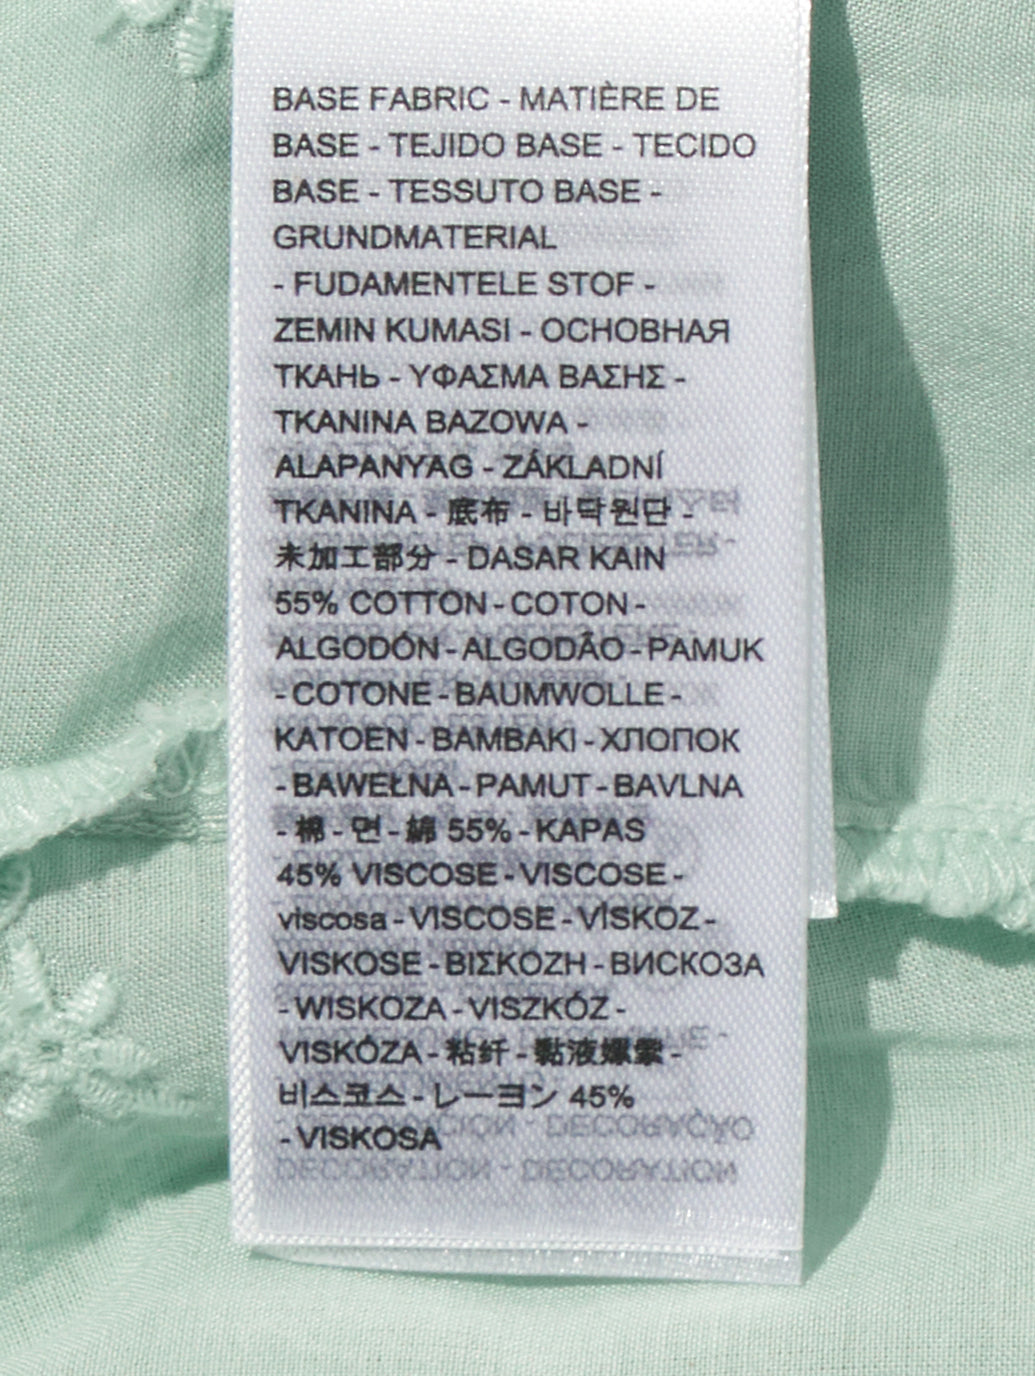 BASE FABRIC - MATIÈRE DE
BASE - TEJIDO BASE - TECIDO
BASE - TESSUTO BASE -
GRUNDMATERIAL
- FUDAMENTELE STOF -
ZEMIN KUMASI - ОСНОВНАЯ
ТКАНЬ - ΥΦΑΣΜΑ ΒΑΣΗΣ -
TKANINA BAZOWA -
ALAPANYAG - ZÁKLADNÍ
TKANINA - 底布 - 바닥원단 -
未加工部分 - DASAR KAIN
55% COTTON - COTON -
ALGODÓN - ALGODÃO - PAMUK
- COTONE - BAUMWOLLE -
KATOEN - BAMBAKI - ХЛОПОК
- BAWEŁNA - PAMUT - BAVLNA
- 棉 - 면 - 綿 55% - KAPAS
45% VISCOSE - VISCOSE -
viscosa - VISCOSE - VİSKOZ -
VISKOSE - ΒΙΣΚΟΖΗ - ВИСКОЗА
- WISKOZA - VISZKÓZ -
VISKÓZA - 粘纤 - 黏液嫘縈 -
비스코스 - レーヨン 45%
- VISKOSA